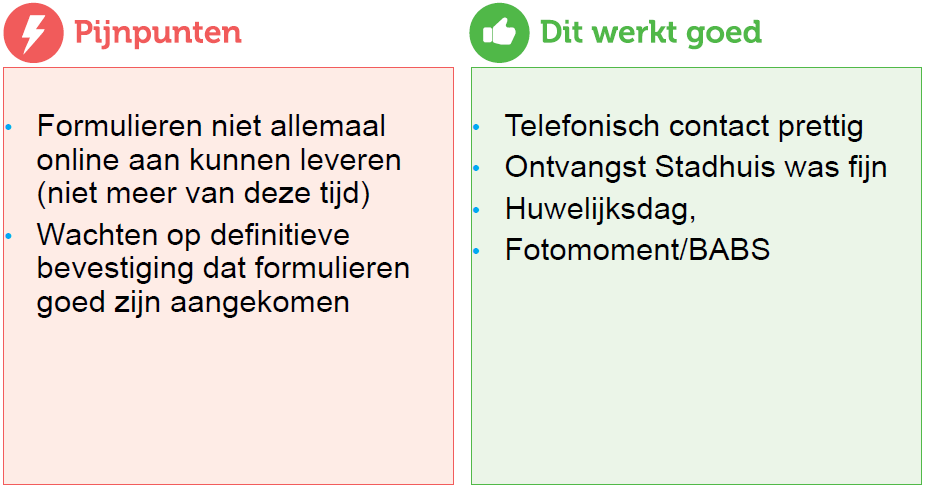 Pijnpunten
• Formulieren niet allemaal
online aan kunnen leveren
(niet meer van deze tijd)
• Wachten op definitieve
bevestiging dat formulieren
goed zijn aangekomen
Dit werkt goed
• Telefonisch contact prettig
• Ontvangst Stadhuis was fijn
• Huwelijksdag,
• Fotomoment/BABS